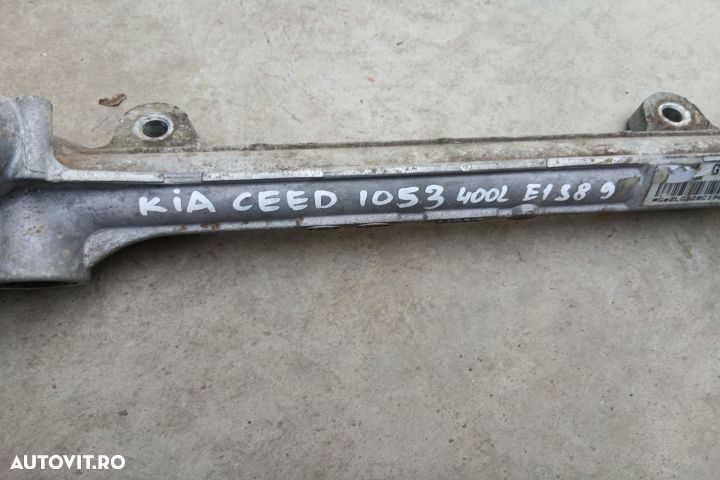 KiA CEED 1053 400L E1389
G
AUTOVIT.RO